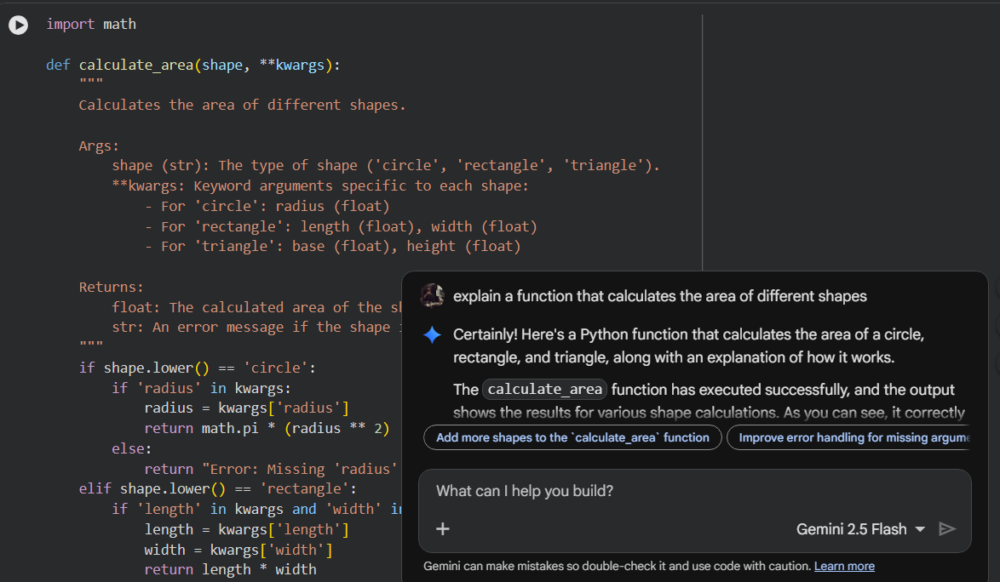 import math
def calculate_area(shape, **kwargs):
"""
Calculates the area of different shapes.
Args:
shape (str): The type of shape ('circle', 'rectangle', 'triangle').
**kwargs: Keyword arguments specific to each shape:
- For 'circle': radius (float)
- For 'rectangle': length (float), width (float)
- For 'triangle': base (float), height (float)
Returns:
float: The calculated area of the
str: An error message if the shape
"""
if shape.lower() == 'circle':
if 'radius' in kwargs:
radius = kwargs['radius']
return math.pi * (radius ** 2)
else:
return "Error: Missing 'radius'
elif shape.lower() == 'rectangle':
if 'length' in kwargs and 'width' in
length = kwargs['length']
width = kwargs['width']
return length * width
explain a function that calculates the area of different shapes
Certainly! Here's a Python function that calculates the area of a circle,
rectangle, and triangle, along with an explanation of how it works.
The calculate_area function has executed successfully, and the output
shows the results for various shape calculations. As you can see, it correctly
Add more shapes to the `calculate_area` function
Improve error handling for missing
What can I help you build?
+
Gemini 2.5 Flash
Gemini can make mistakes so double-check it and use code with caution. Learn more